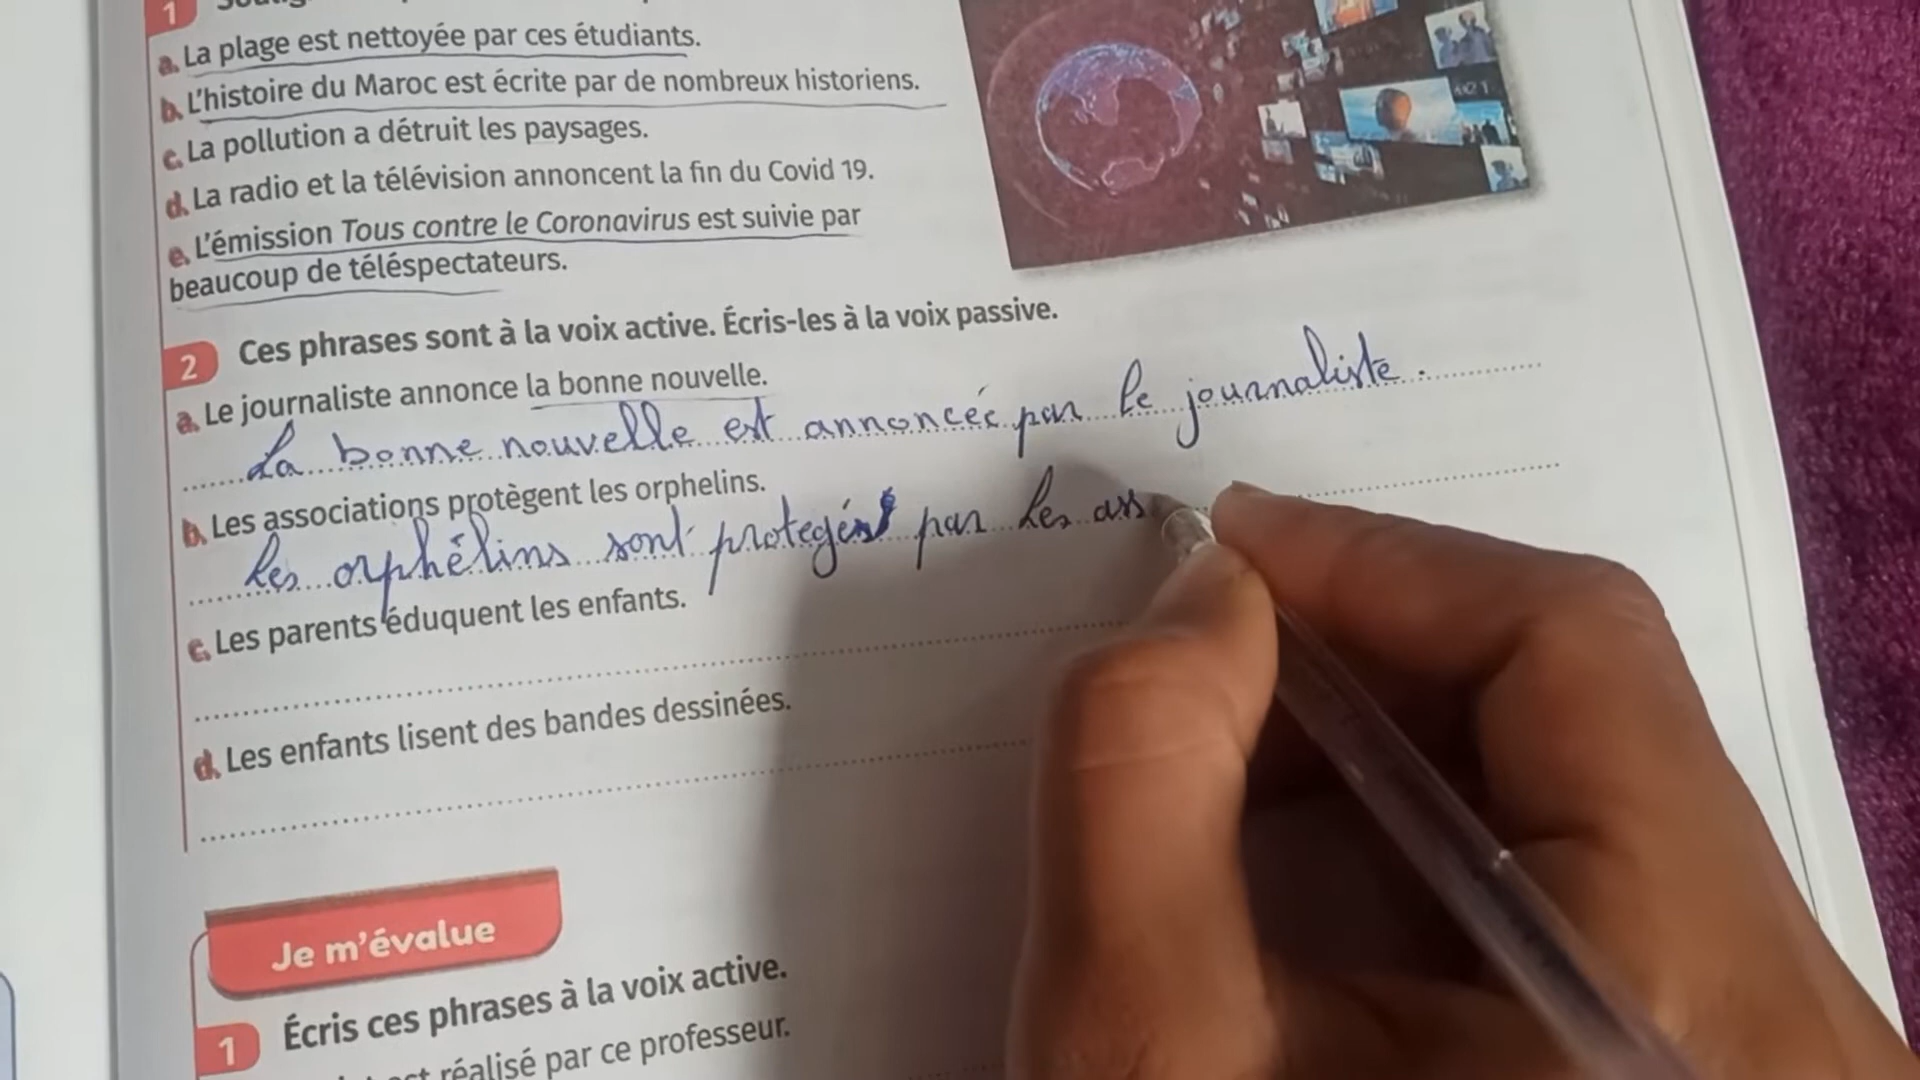 1
a. La plage est nettoyée par ces étudiants.
b. L'histoire du Maroc est écrite par de nombreux historiens.
c. La pollution a détruit les paysages.
d. La radio et la télévision annoncent la fin du Covid 19.
e. L'émission Tous contre le Coronavirus est suivie par
beaucoup de téléspectateurs.
2 Ces phrases sont à la voix active. Écris-les à la voix passive.
a. Le journaliste annonce la bonne nouvelle.
La bonne nouvelle est annoncée par le journaliste.
b. Les associations protègent les orphelins.
Les orphélins sont protegés par les ass
c. Les parents éduquent les enfants.
d. Les enfants lisent des bandes dessinées.
Je m'évalue
1 Écris ces phrases à la voix active.
est réalisé par ce professeur.